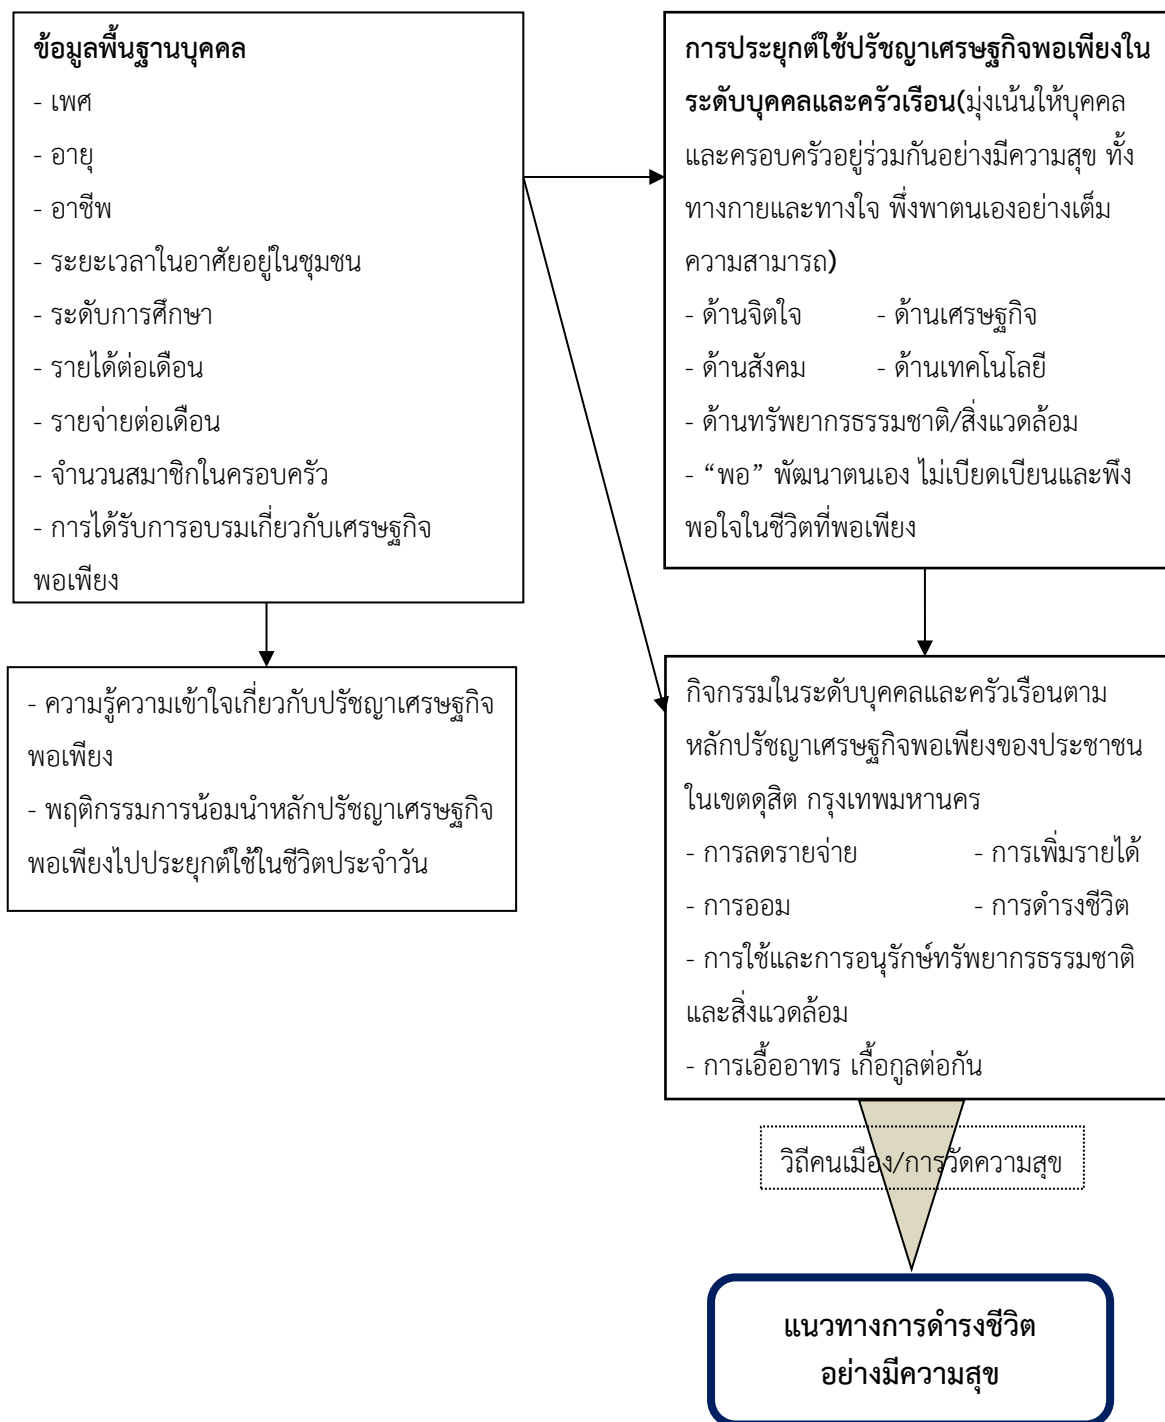 ข้อมูลพื้นฐานบุคคล
- เพศ
- อายุ
- อาชีพ
- ระยะเวลาในอาศัยอยู่ในชุมชน
- ระดับการศึกษา
- รายได้ต่อเดือน
- รายจ่ายต่อเดือน
- จำนวนสมาชิกในครอบครัว
- การได้รับการอบรมเกี่ยวกับเศรษฐกิจ
พอเพียง
- ความรู้ความเข้าใจเกี่ยวกับปรัชญาเศรษฐกิจ
พอเพียง
- พฤติกรรมการน้อมนำหลักปรัชญาเศรษฐกิจ
พอเพียงไปประยุกต์ใช้ในชีวิตประจำวัน
การประยุกต์ใช้ปรัชญาเศรษฐกิจพอเพียงใน
ระดับบุคคลและครัวเรือน(มุ่งเน้นให้บุคคล
และครอบครัวอยู่ร่วมกันอย่างมีความสุข ทั้ง
ทางกายและทางใจ พึ่งพาตนเองอย่างเต็ม
ความสามารถ)
- ด้านจิตใจ - ด้านเศรษฐกิจ
- ด้านสังคม - ด้านเทคโนโลยี
- ด้านทรัพยากรธรรมชาติ/สิ่งแวดล้อม
- “พอ” พัฒนาตนเอง ไม่เบียดเบียนและพึง
พอใจในชีวิตที่พอเพียง
กิจกรรมในระดับบุคคลและครัวเรือนตาม
หลักปรัชญาเศรษฐกิจพอเพียงของประชาชน
ในเขตดุสิต กรุงเทพมหานคร
- การลดรายจ่าย - การเพิ่มรายได้
- การออม - การดำรงชีวิต
- การใช้และการอนุรักษ์ทรัพยากรธรรมชาติ
และสิ่งแวดล้อม
- การเอื้ออาทร เกื้อกูลต่อกัน
วิถีคนเมือง/การวัดความสุข
แนวทางการดำรงชีวิต
อย่างมีความสุข